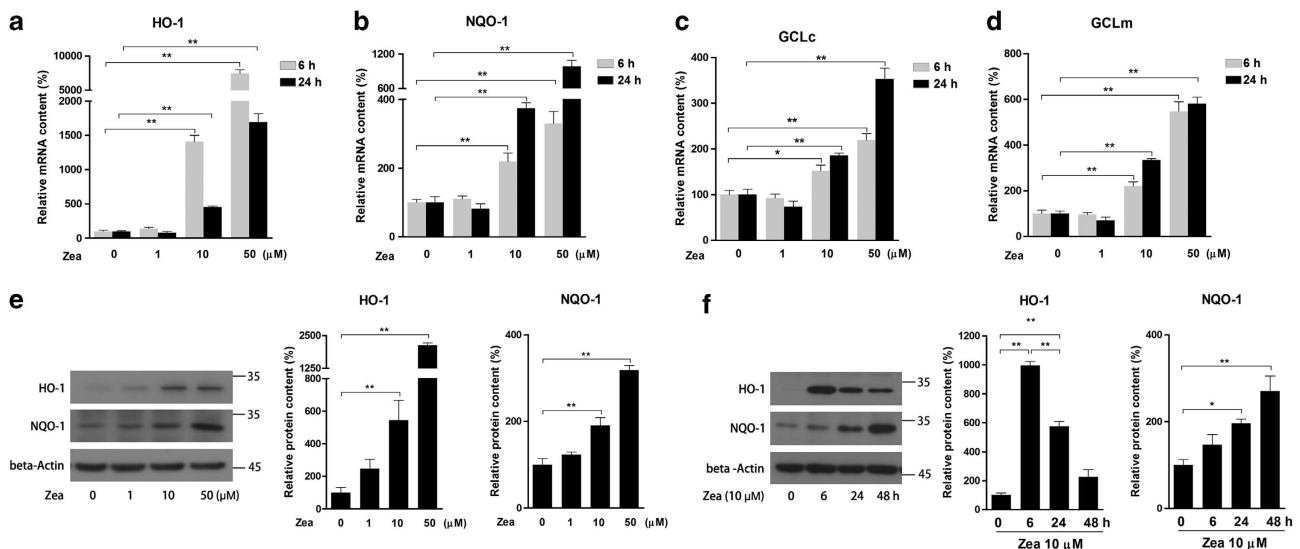 a
HO-1
Relative mRNA content (%)
10000
5000
2000
1500
1000
500
0
**
**
**
**
6 h
24 h
Zea 0 1 10 50 (μM)
b
NQO-1
Relative mRNA content (%)
1200
600
400
200
0
**
**
**
**
6 h
24 h
Zea 0 1 10 50 (μM)
c
GCLc
Relative mRNA content (%)
500
400
300
200
100
0
**
**
**
*
6 h
24 h
Zea 0 1 10 50 (μM)
d
GCLm
Relative mRNA content (%)
800
600
400
200
0
**
**
**
**
6 h
24 h
Zea 0 1 10 50 (μM)
e
HO-1
35
NQO-1
35
beta-Actin
45
Zea 0 1 10 50 (μM)
HO-1
Relative protein content (%)
2500
1250
1000
800
600
400
200
0
**
**
Zea 0 1 10 50 (μM)
NQO-1
Relative protein content (%)
400
200
0
**
**
Zea 0 1 10 50 (μM)
f
HO-1
35
NQO-1
35
beta -Actin
45
Zea (10 μM) 0 6 24 48 h
HO-1
Relative protein content (%)
1200
1000
800
600
400
200
0
**
** **
0 6 24 48 h
Zea 10 μM
NQO-1
Relative protein content (%)
400
200
0
**
*
0 6 24 48 h
Zea 10 μM